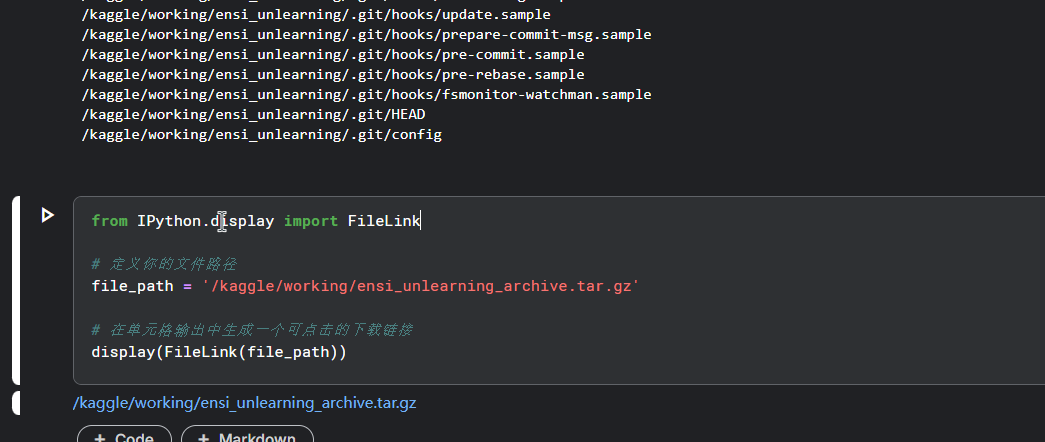 /kaggle/working/ensi_unlearning/.git/hooks/update.sample
/kaggle/working/ensi_unlearning/.git/hooks/prepare-commit-msg.sample
/kaggle/working/ensi_unlearning/.git/hooks/pre-commit.sample
/kaggle/working/ensi_unlearning/.git/hooks/pre-rebase.sample
/kaggle/working/ensi_unlearning/.git/hooks/fsmonitor-watchman.sample
/kaggle/working/ensi_unlearning/.git/HEAD
/kaggle/working/ensi_unlearning/.git/config
from IPython.display import FileLink
# 定义你的文件路径
file_path = '/kaggle/working/ensi_unlearning_archive.tar.gz'
# 在单元格输出中生成一个可点击的下载链接
display(FileLink(file_path))
/kaggle/working/ensi_unlearning_archive.tar.gz
+ Code + Markdown